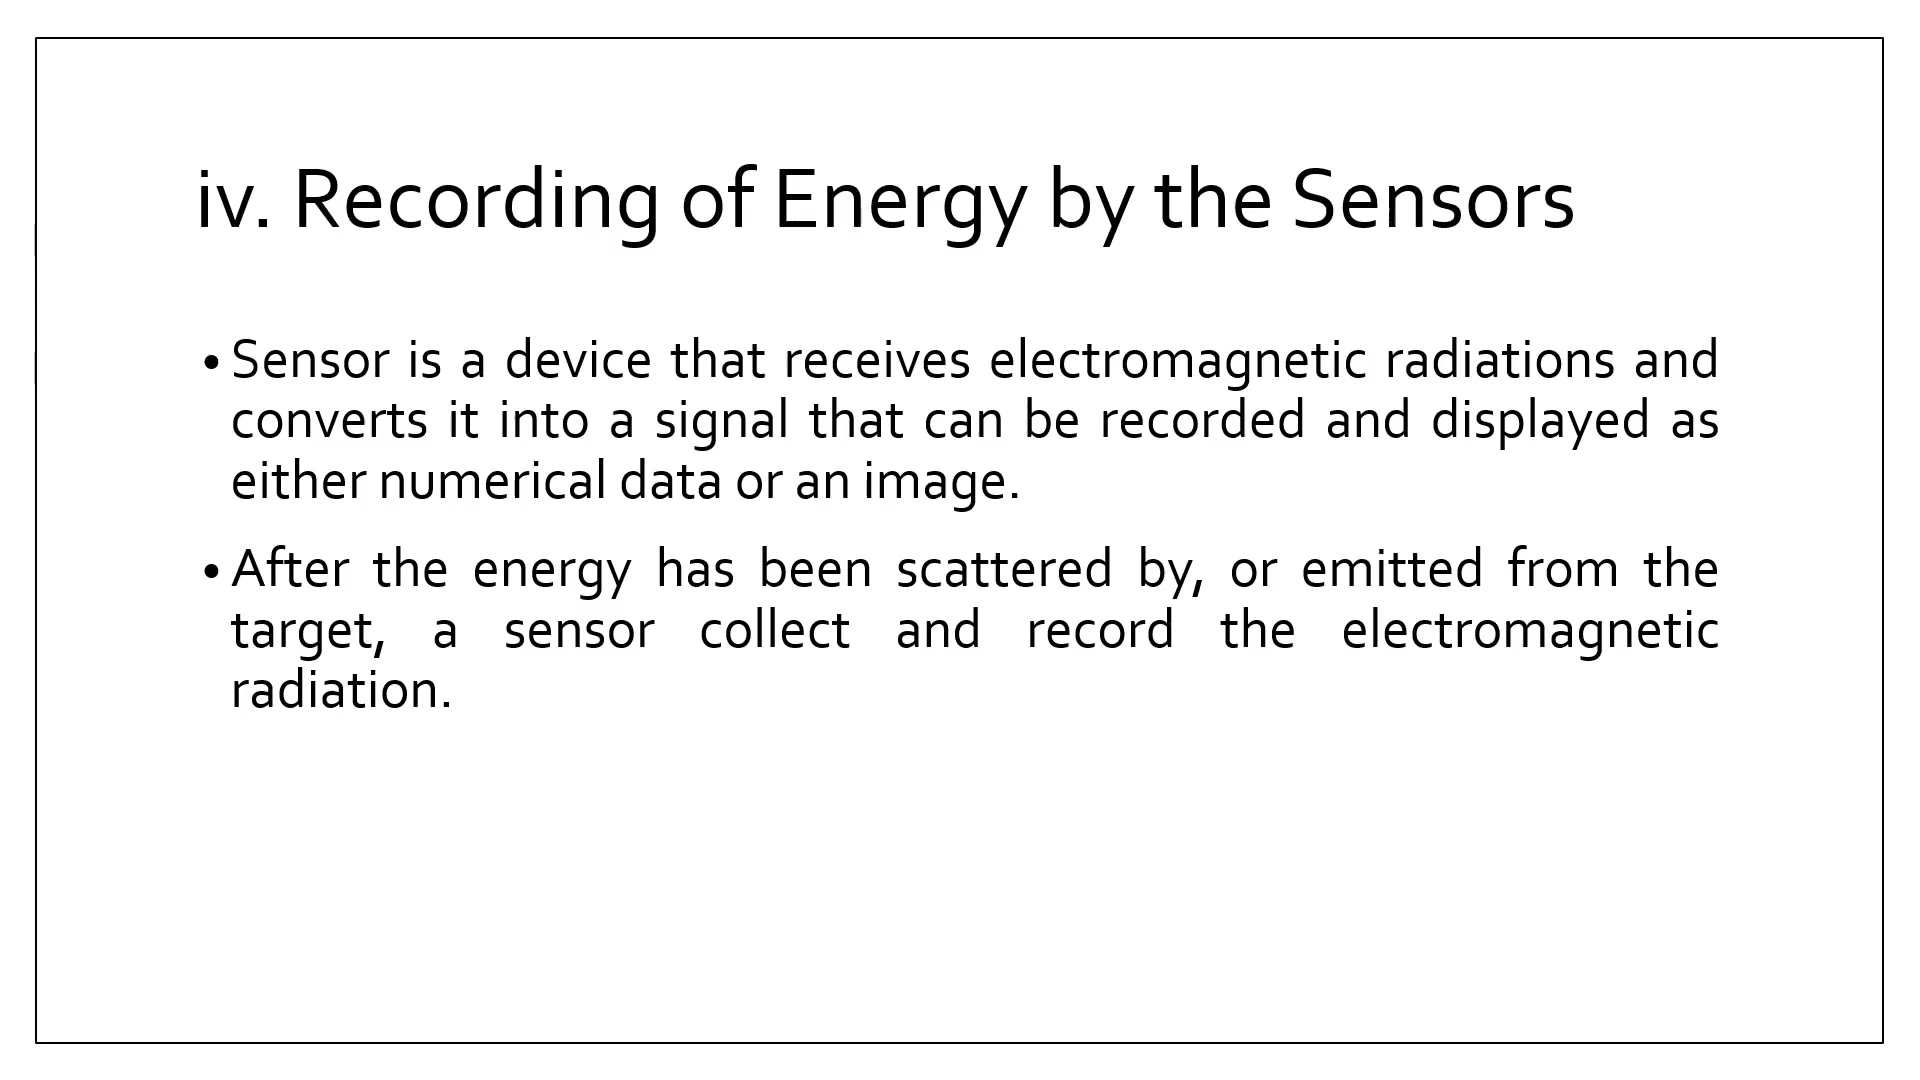 iv. Recording of Energy by the Sensors
• Sensor is a device that receives electromagnetic radiations and
converts it into a signal that can be recorded and displayed as
either numerical data or an image.
• After the energy has been scattered by, or emitted from the
target, a sensor collect and record the electromagnetic
radiation.